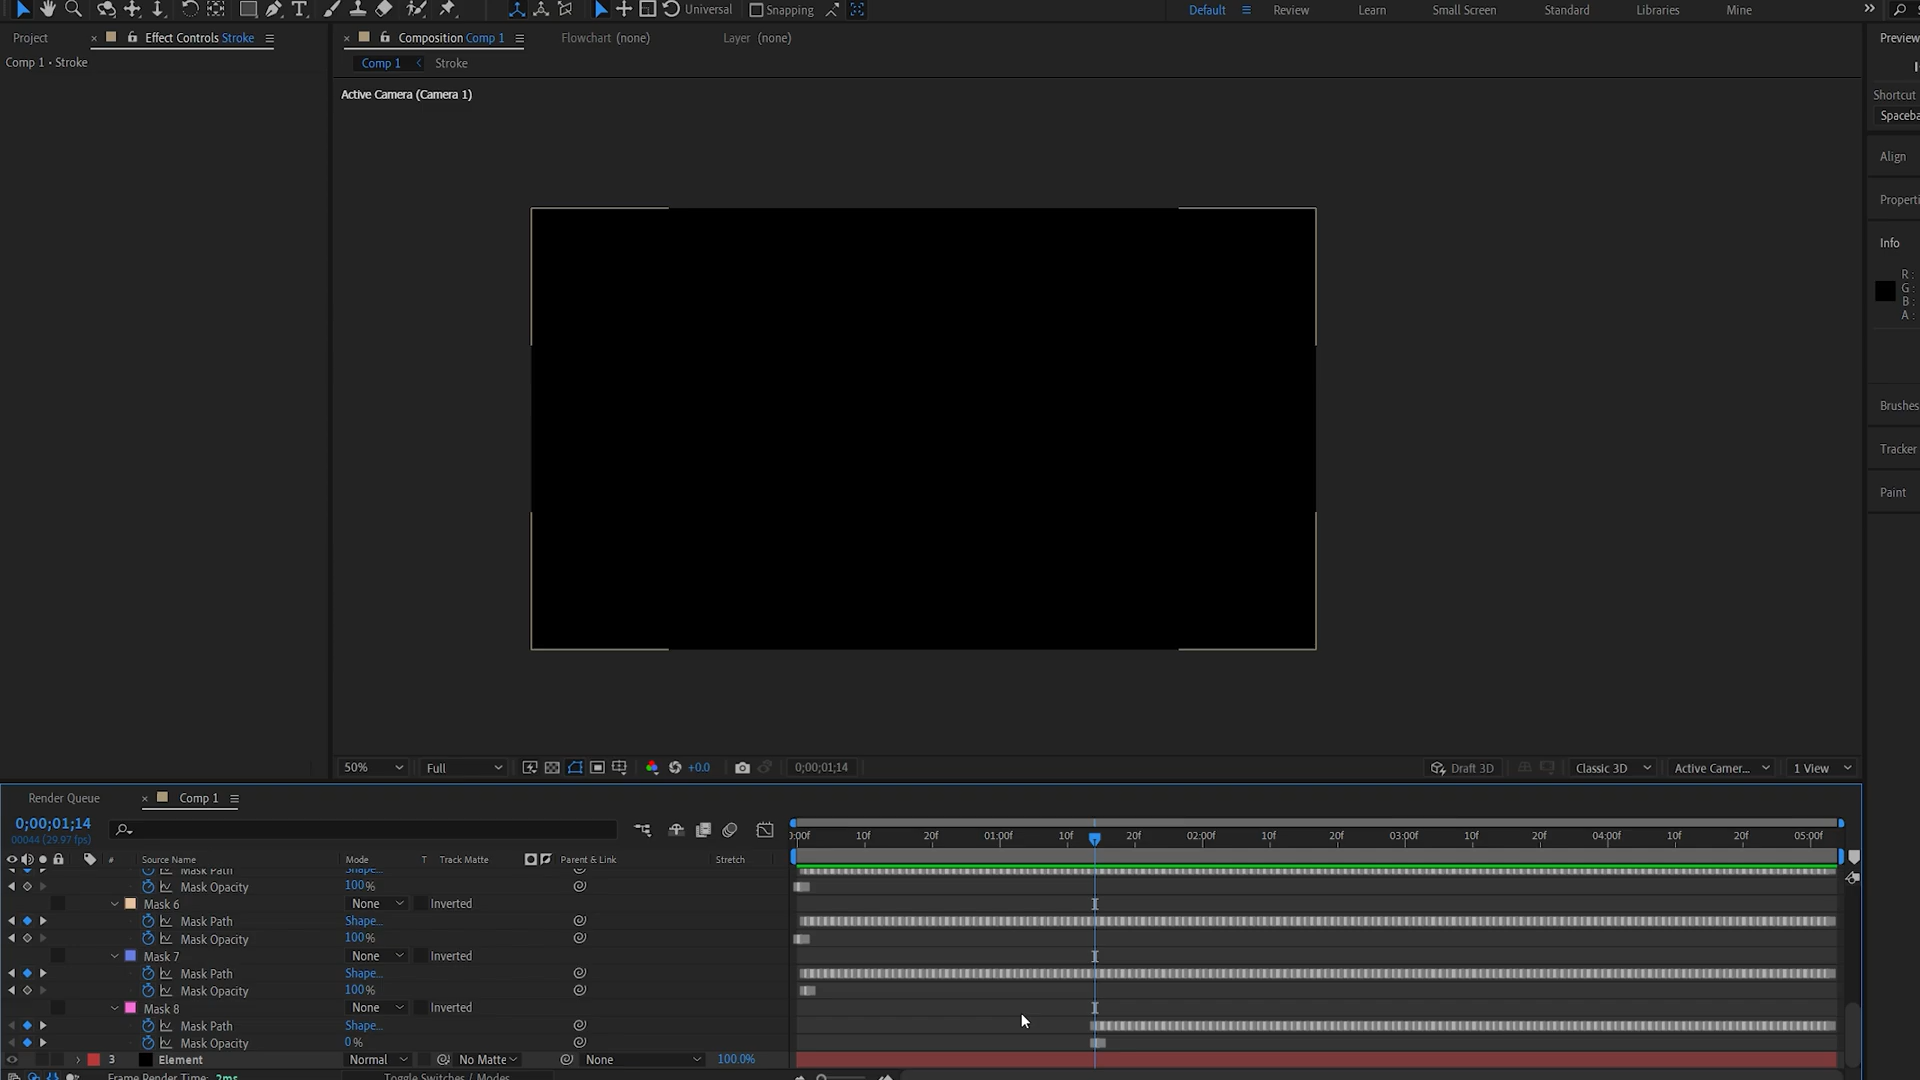 Universal
Snapping
Default
Review
Learn
Small Screen
Standard
Libraries
Mine
Project
Effect Controls Stroke
Composition Comp 1
Flowchart (none)
Layer (none)
Preview
Comp 1 • Stroke
Comp 1
Stroke
Active Camera (Camera 1)
Shortcut
Spaceba
Align
Properti
Info
R :
G :
B :
A :
Brushes
Tracker
Paint
50%
Full
+0.0
0;00;01;14
Draft 3D
Classic 3D
Active Camer...
1 View
Render Queue
Comp 1
0;00;01;14
00044 (29.97 fps)
0:00f 10f 20f 01:00f 10f 20f 02:00f 10f 20f 03:00f 10f 20f 04:00f 10f 20f 05:00f
# Source Name Mode T Track Matte Parent & Link Stretch
Mask Path Shape...
Mask Opacity 100 %
Mask 6 None Inverted
Mask Path Shape...
Mask Opacity 100 %
Mask 7 None Inverted
Mask Path Shape...
Mask Opacity 100 %
Mask 8 None Inverted
Mask Path Shape...
Mask Opacity 0 %
3 Element Normal No Matte None 100.0%
Frame Render Time: 2ms
Toggle Switches / Modes